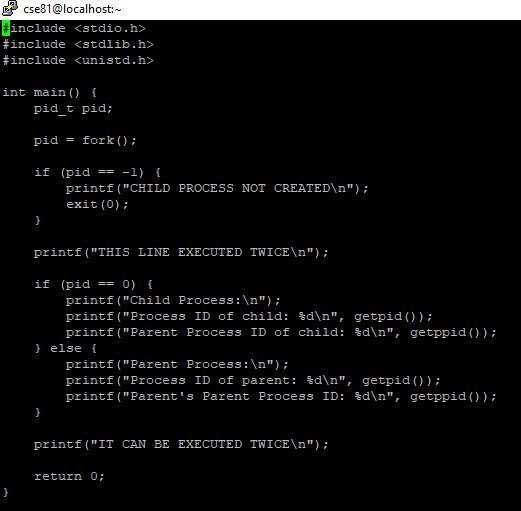 cse81@localhost:~
#include <stdio.h>
#include <stdlib.h>
#include <unistd.h>
int main() {
    pid_t pid;
    pid = fork();
    if (pid == -1) {
        printf("CHILD PROCESS NOT CREATED\n");
        exit(0);
    }
    printf("THIS LINE EXECUTED TWICE\n");
    if (pid == 0) {
        printf("Child Process:\n");
        printf("Process ID of child: %d\n", getpid());
        printf("Parent Process ID of child: %d\n", getppid());
    } else {
        printf("Parent Process:\n");
        printf("Process ID of parent: %d\n", getpid());
        printf("Parent's Parent Process ID: %d\n", getppid());
    }
    printf("IT CAN BE EXECUTED TWICE\n");
    return 0;
}